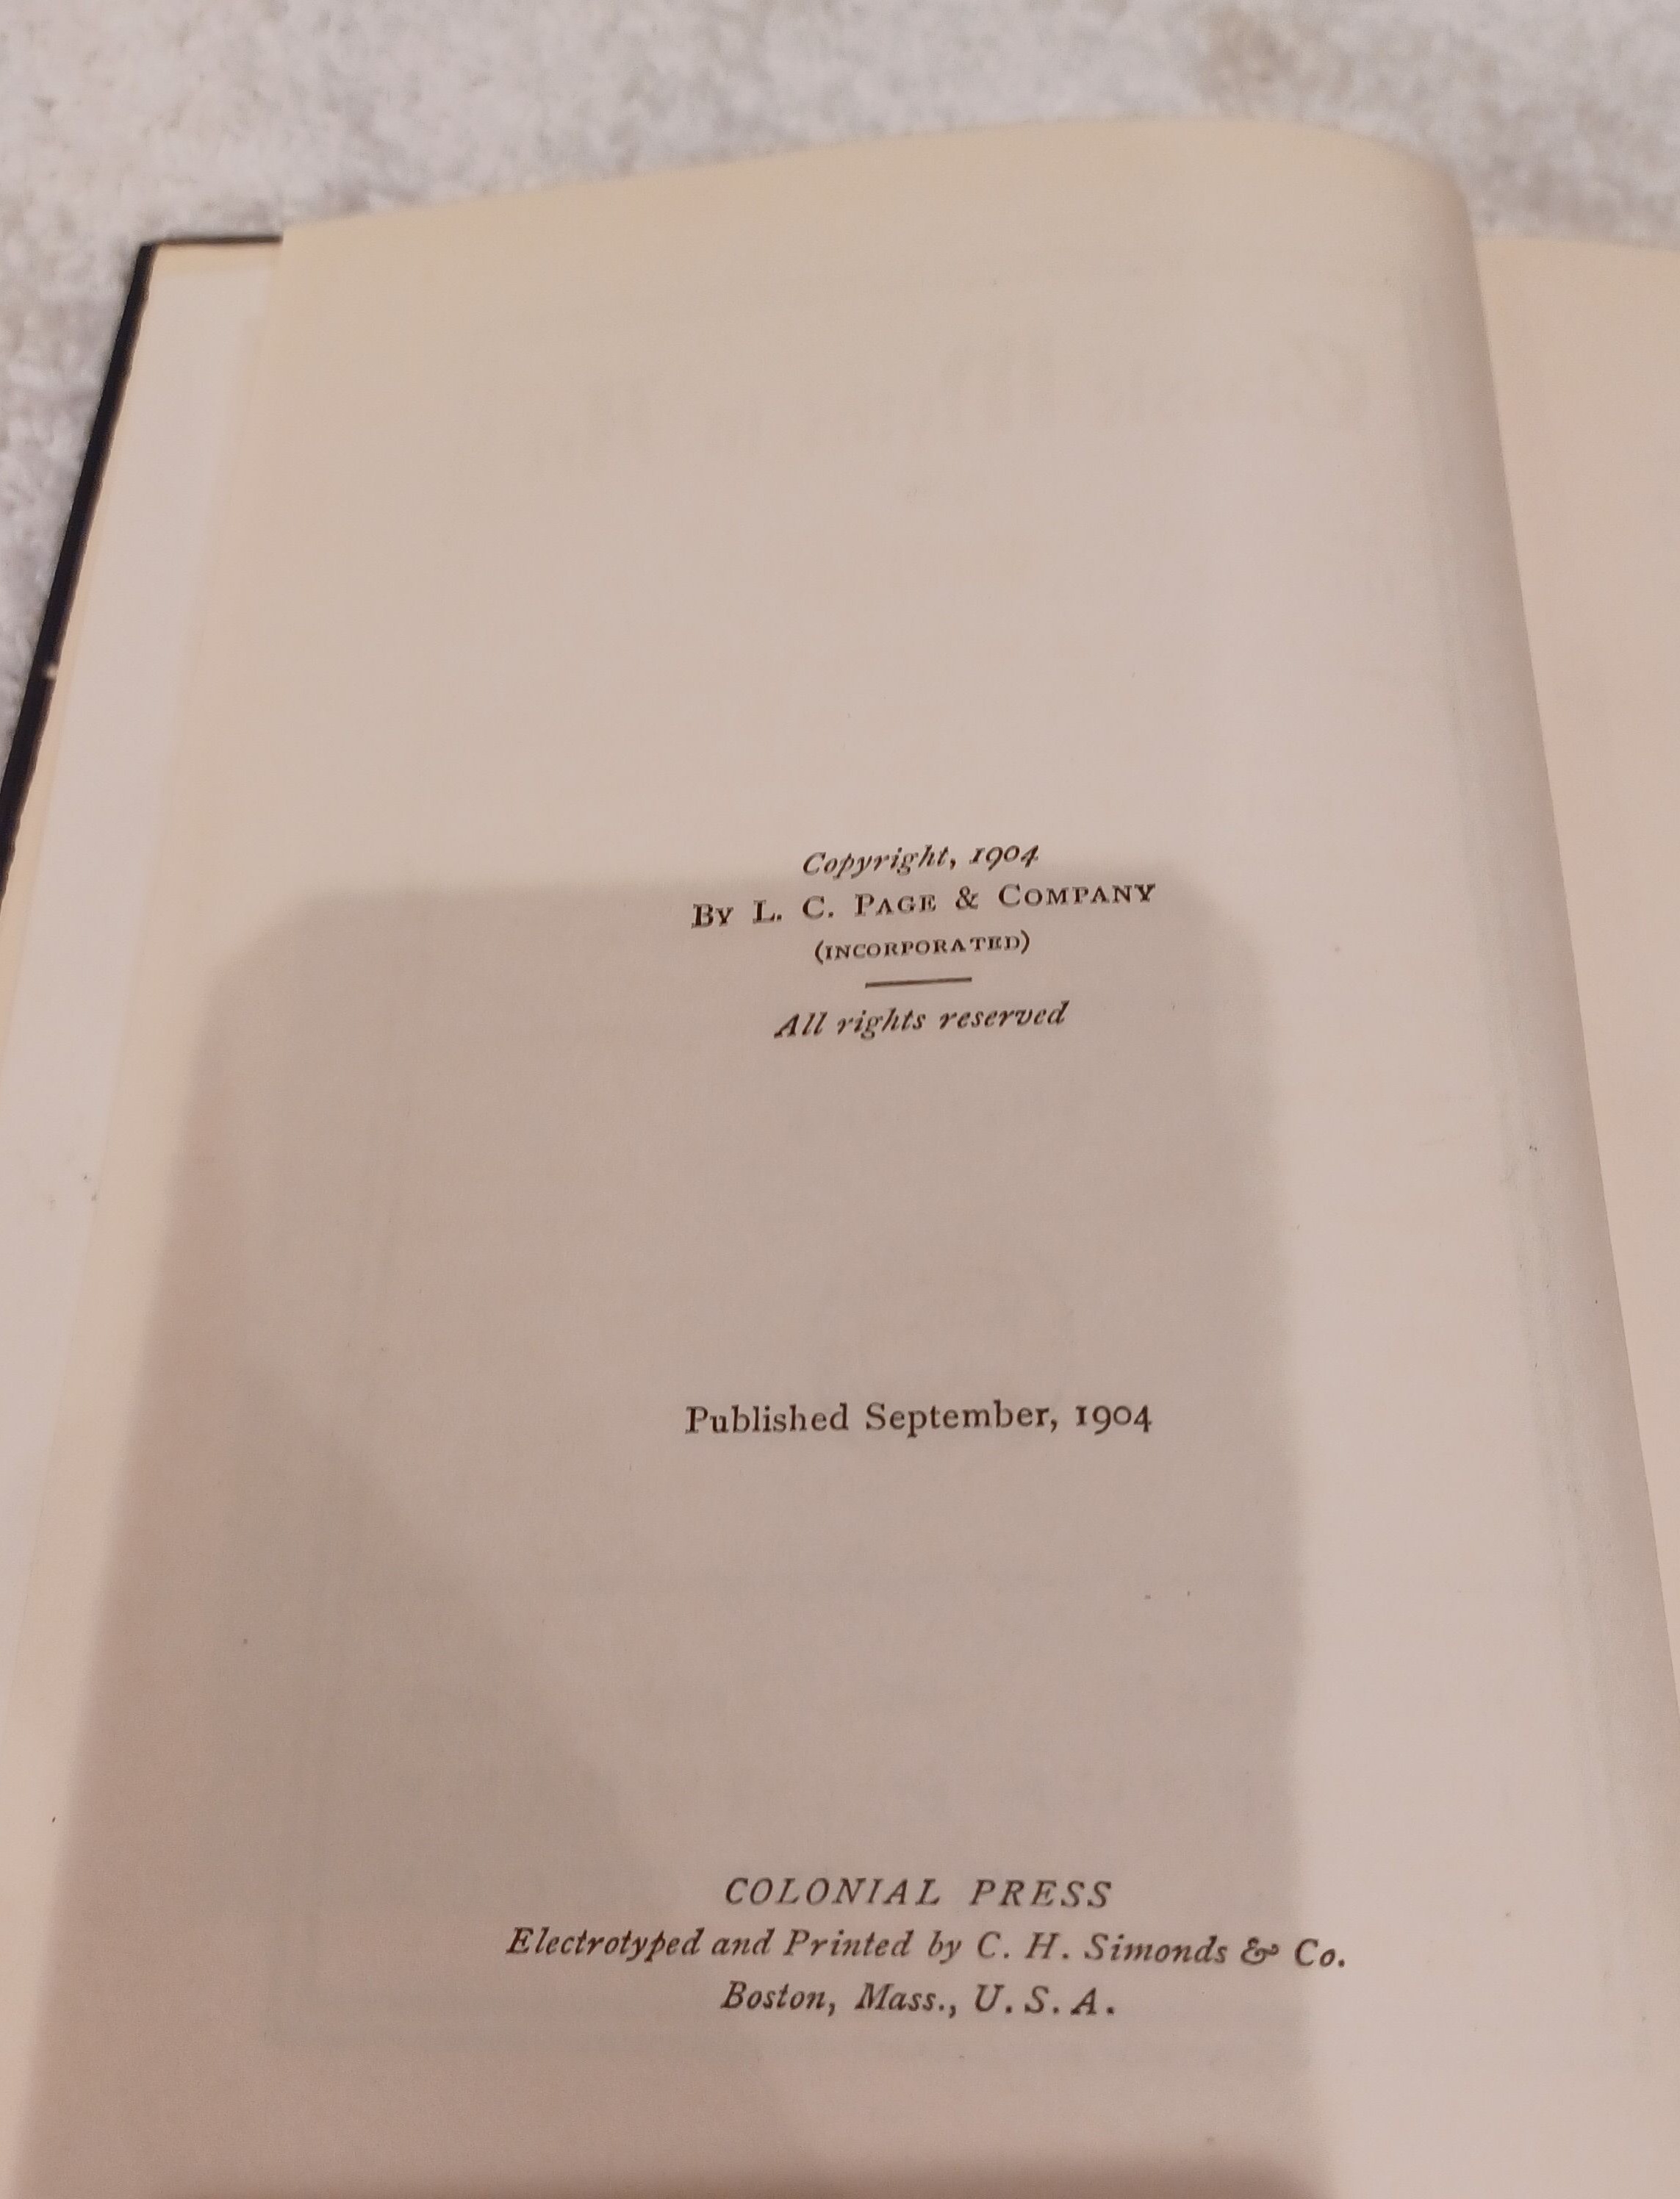 Copyright, 1904
By L. C. Page & Company
(INCORPORATED)
All rights reserved
Published September, 1904
COLONIAL PRESS
Electrotyped and Printed by C. H. Simonds & Co.
Boston, Mass., U. S. A.